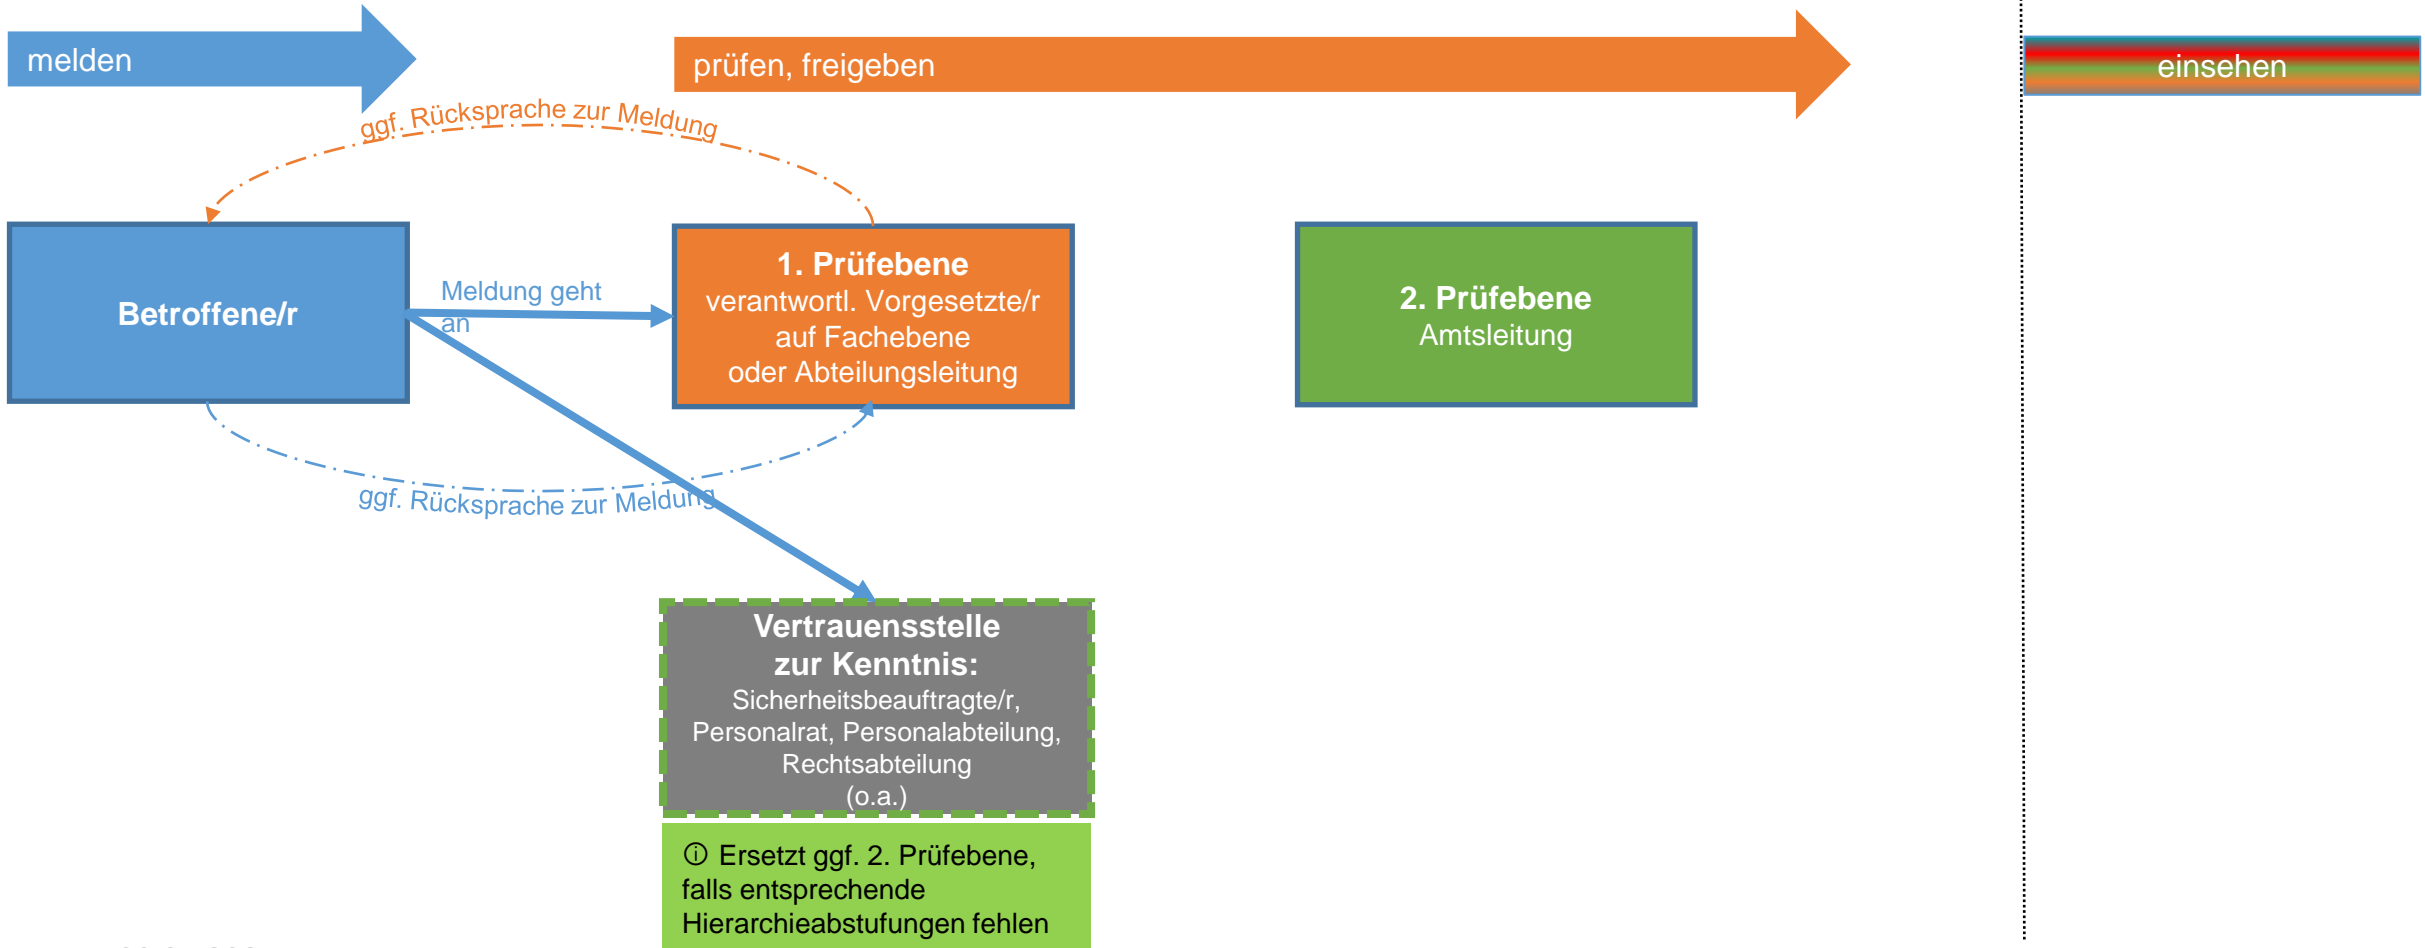 melden
prüfen, freigeben
einsehen
ggf. Rücksprache zur Meldung
Betroffene/r
Meldung geht
an
1. Prüfebene
verantwortl. Vorgesetzte/r
auf Fachebene
oder Abteilungsleitung
2. Prüfebene
Amtsleitung
ggf. Rücksprache zur Meldung
Vertrauensstelle
zur Kenntnis:
Sicherheitsbeauftragte/r,
Personalrat, Personalabteilung,
Rechtsabteilung
(o.a.)
ⓘ Ersetzt ggf. 2. Prüfebene,
falls entsprechende
Hierarchieabstufungen fehlen